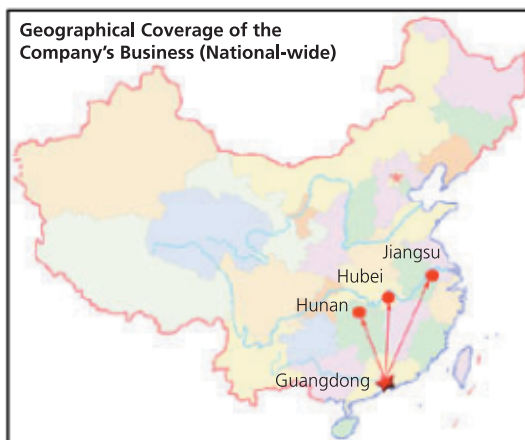 Geographical Coverage of the
Company's Business (National-wide)
Jiangsu
Hubei
Hunan
Guangdong